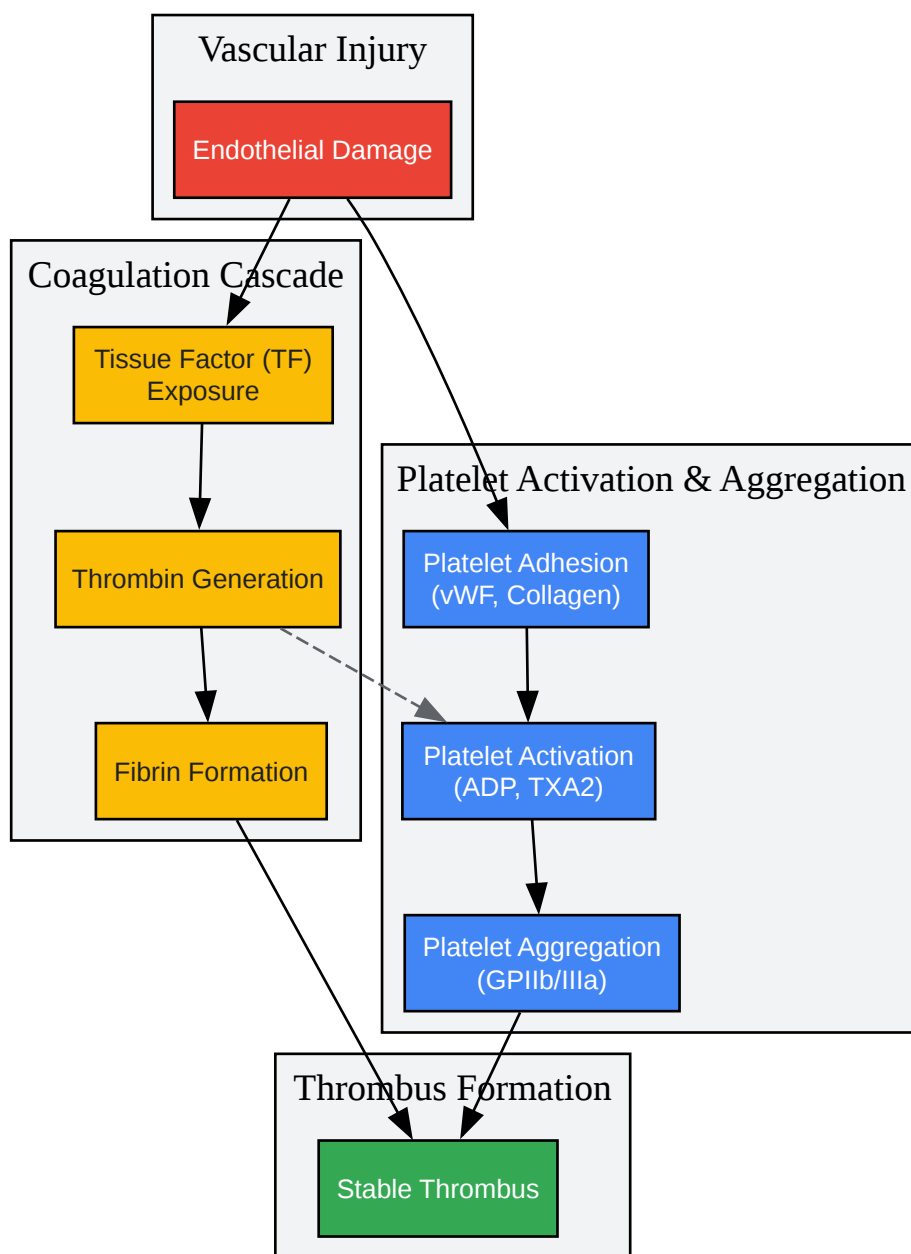 Vascular Injury
Endothelial Damage
Coagulation Cascade
Tissue Factor (TF)
Exposure
Thrombin Generation
Fibrin Formation
Platelet Activation & Aggregation
Platelet Adhesion
(vWF, Collagen)
Platelet Activation
(ADP, TXA2)
Platelet Aggregation
(GPIIb/IIIa)
Thrombus Formation
Stable Thrombus